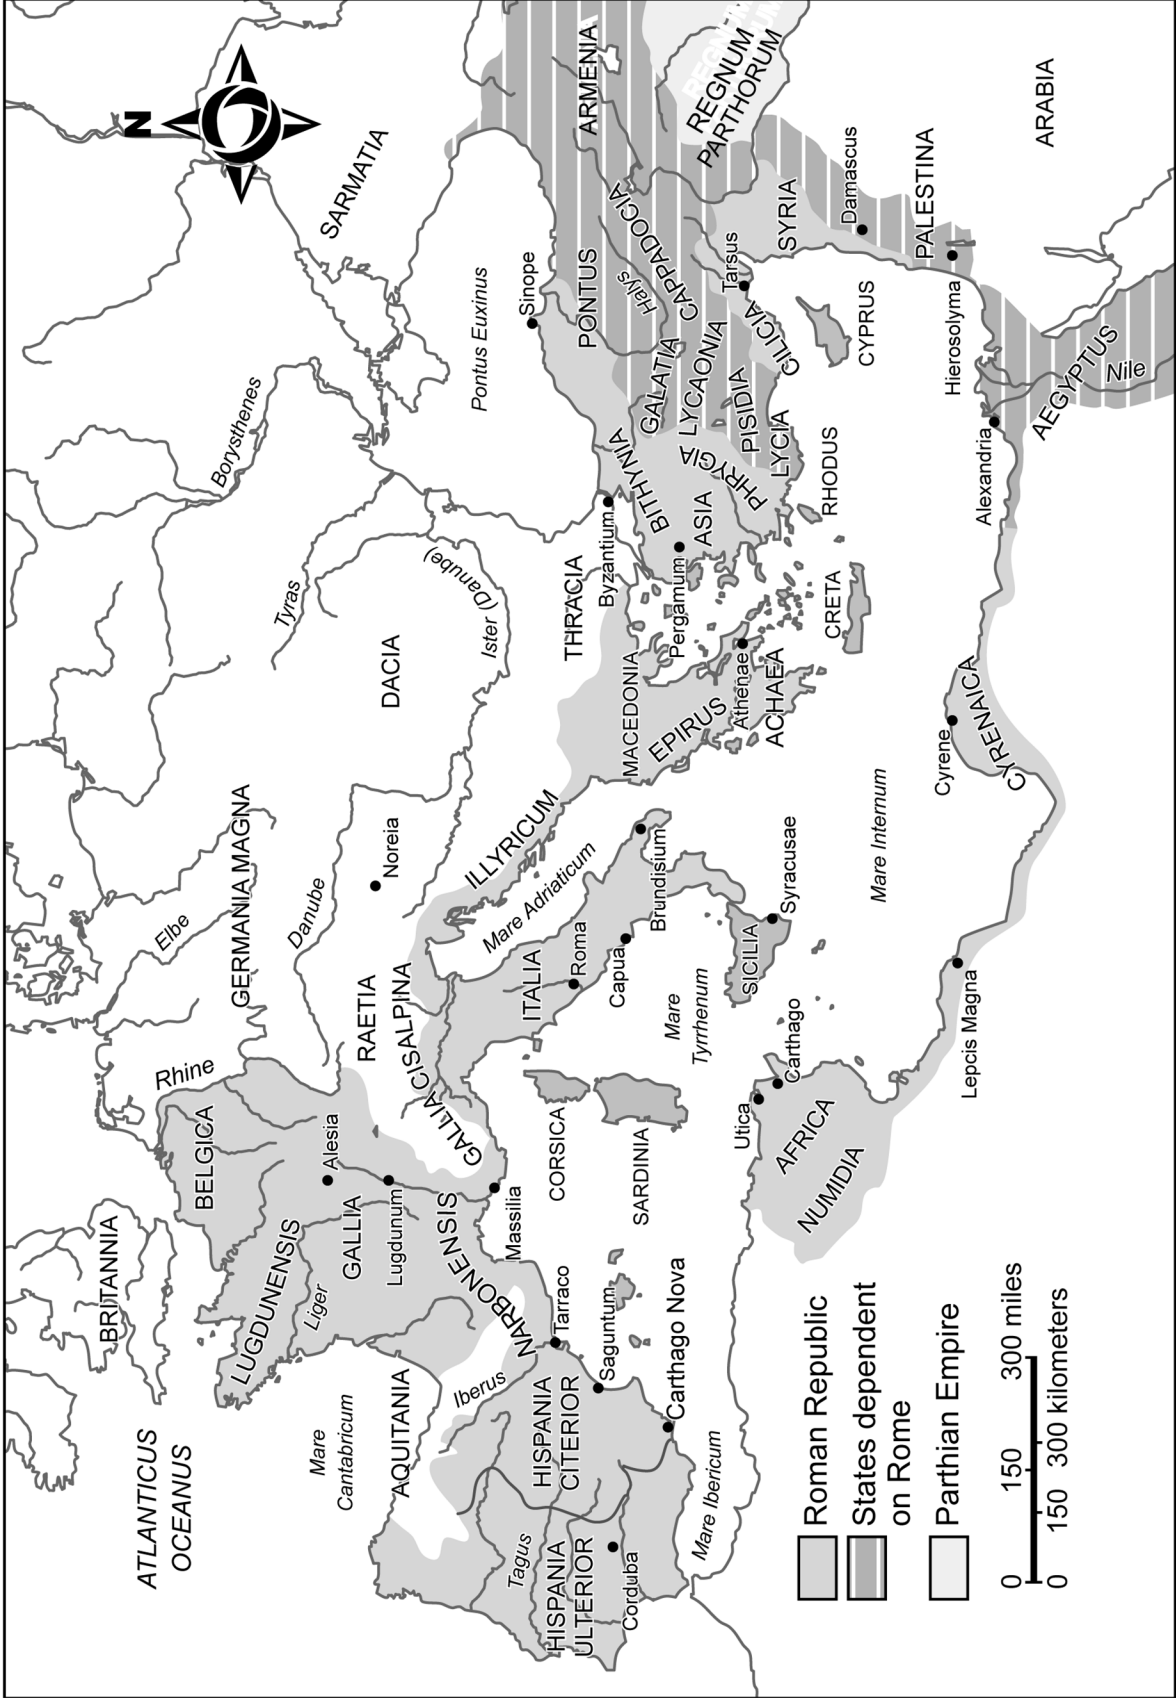 ATLANTICUS
OCEANUS
BRITANNIA
Mare
Cantabricum
AQUITANIA
LUGDUNENSIS
Liger
BELGICA
GALLIA
Alesia
Lugdunum
NARBONENSIS
Massilia
GALLIA CISALPINA
Rhine
RAETIA
GERMANIA MAGNA
Elbe
Danube
Noreia
DACIA
Tyras
Borysthenes
Ister (Danube)
SARMATIA
N
Pontus Euxinus
Iberus
Tarraco
Saguntum
HISPANIA
CITERIOR
Carthago Nova
Tagus
HISPANIA
ULTERIOR
Corduba
Mare Ibericum
CORSICA
SARDINIA
ITALIA
Roma
Capua
Brundisium
Mare Adriaticum
ILLYRICUM
Mare
Tyrrhenum
SICILIA
Syracusae
MACEDONIA
EPIRUS
THRACIA
Byzantium
Athenae
ACHAEA
Pergamum
ASIA
BITHYNIA
PHRYGIA
GALATIA
LYCAONIA
PISIDIA
LYCIA
CILICIA
PONTUS
Sinope
Halys
CAPPADOCIA
ARMENIA
REGNUM
PARTHORUM
REGNUM
UM
Tarsus
SYRIA
Damascus
PALESTINA
Hierosolyma
ARABIA
CYPRUS
RHODUS
CRETA
Mare Internum
Utica
Carthago
AFRICA
NUMIDIA
Lepcis Magna
Cyrene
CYRENAICA
Alexandria
AEGYPTUS
Nile
Roman Republic
States dependent
on Rome
Parthian Empire
0 150 300 miles
0 150 300 kilometers